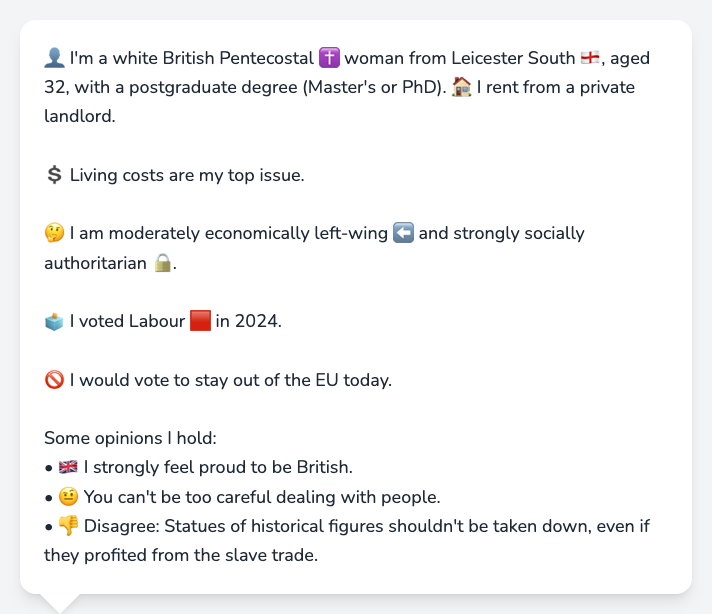 👤 I'm a white British Pentecostal ✝️ woman from Leicester South 🏴󠁧󠁢󠁥󠁮󠁧󠁿, aged
32, with a postgraduate degree (Master's or PhD). 🏠 I rent from a private
landlord.
💲 Living costs are my top issue.
🤔 I am moderately economically left-wing ⬅️ and strongly socially
authoritarian 🔒.
🗳️ I voted Labour 🟥 in 2024.
🚫 I would vote to stay out of the EU today.
Some opinions I hold:
• 🇬🇧 I strongly feel proud to be British.
• 🤨 You can't be too careful dealing with people.
• 👎 Disagree: Statues of historical figures shouldn't be taken down, even if
they profited from the slave trade.